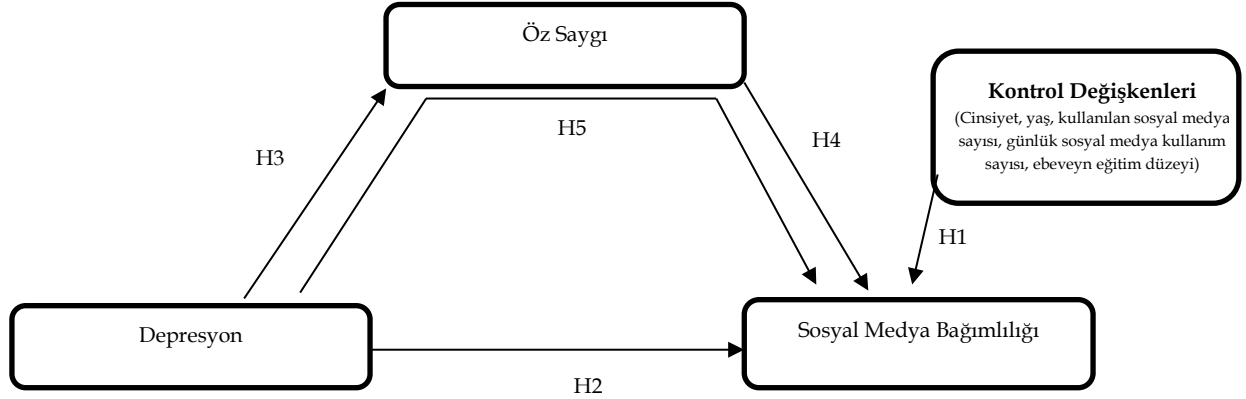 Öz Saygı
Kontrol Değişkenleri
(Cinsiyet, yaş, kullanılan sosyal medya
sayısı, günlük sosyal medya kullanım
sayısı, ebeveyn eğitim düzeyi)
H5
H4
H3
H1
Depresyon
Sosyal Medya Bağımlılığı
H2